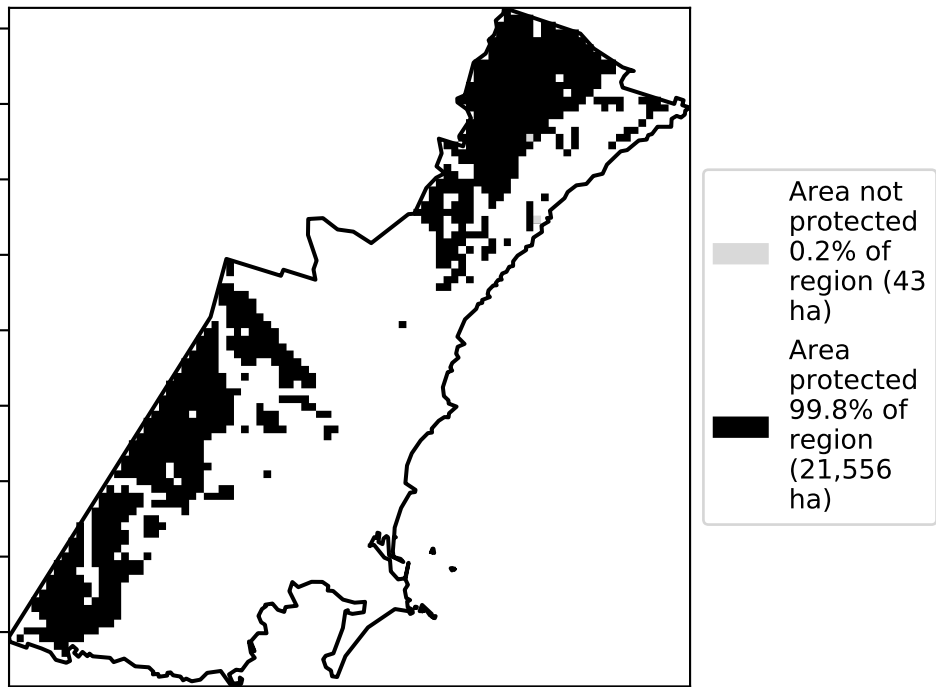 Area not
protected
0.2% of
region (43
ha)
Area
protected
99.8% of
region
(21,556
ha)